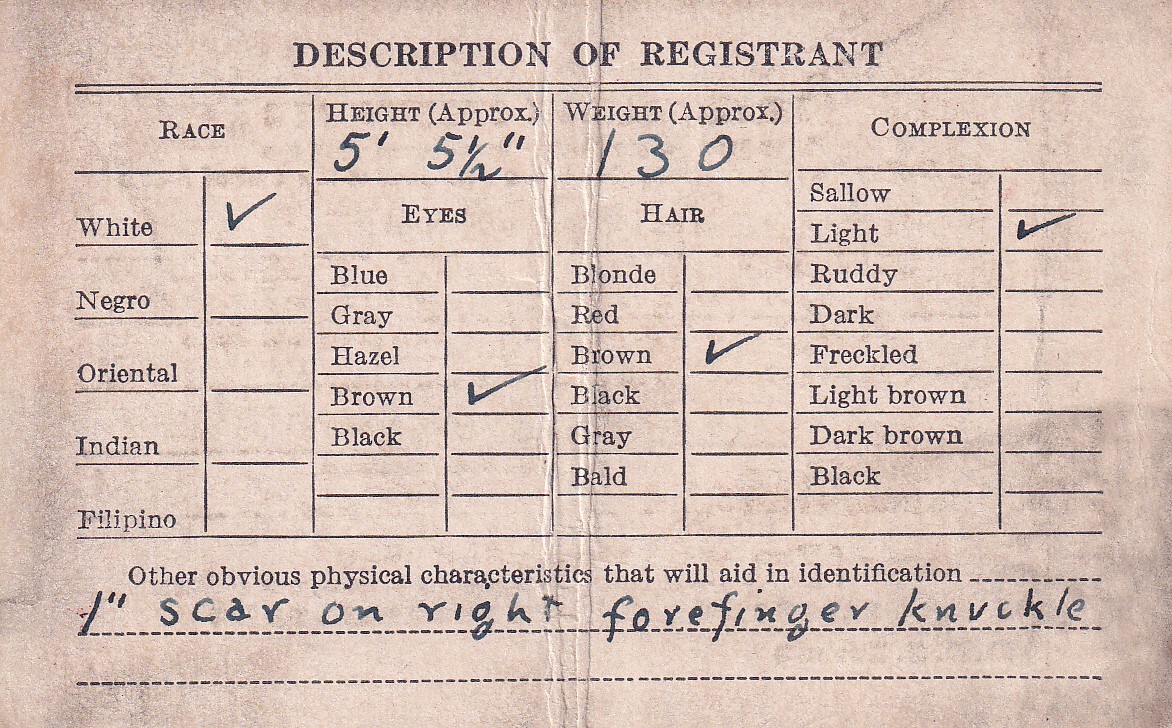 DESCRIPTION OF REGISTRANT
RACE HEIGHT (Approx.) WEIGHT (Approx.) COMPLEXION
5' 5½" 130
White ✓
Negro
Oriental
Indian
Filipino
EYES
Blue
Gray
Hazel
Brown ✓
Black
HAIR
Blonde
Red
Brown ✓
Black
Gray
Bald
Sallow
Light ✓
Ruddy
Dark
Freckled
Light brown
Dark brown
Black
Other obvious physical characteristics that will aid in identification
1" scar on right forefinger knuckle